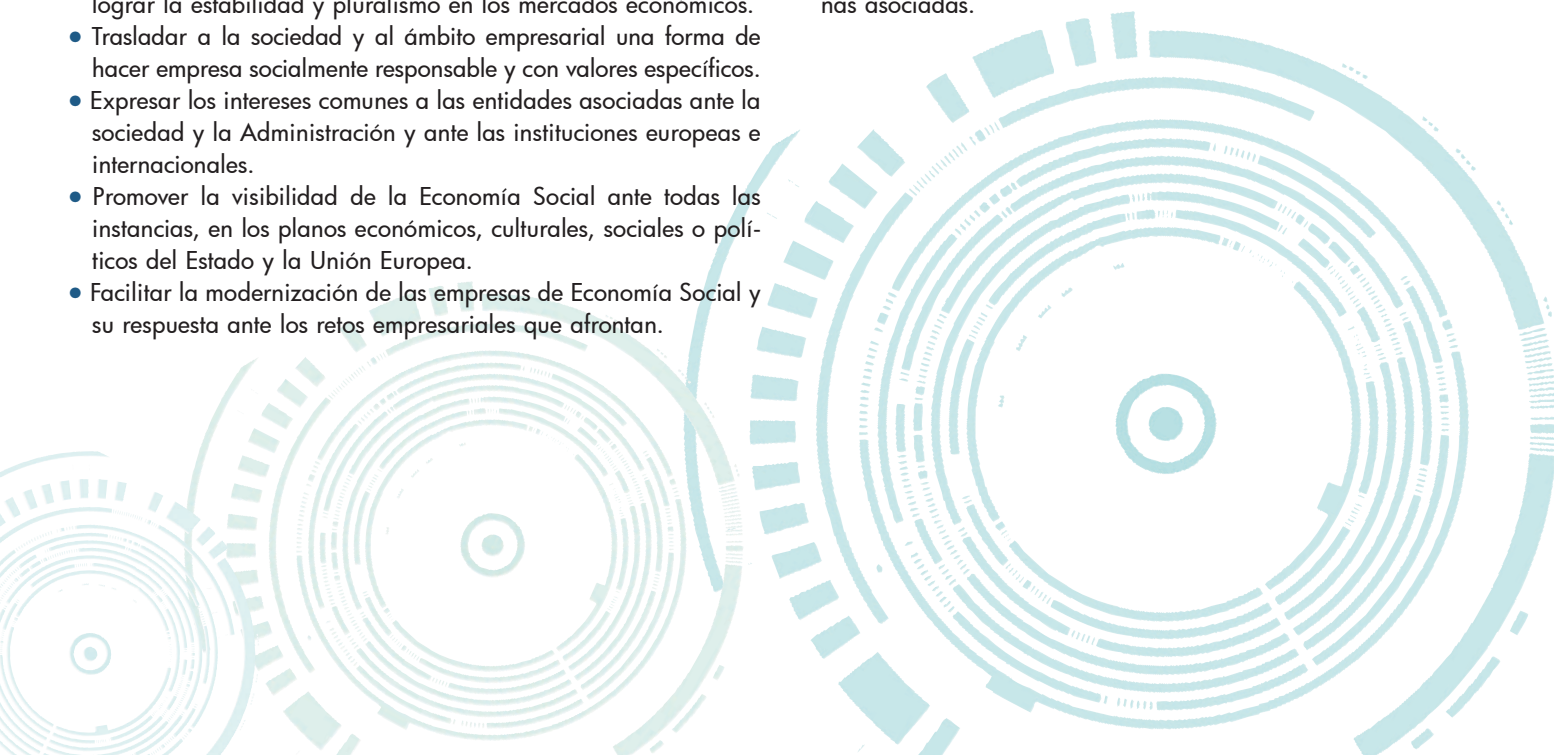 lograr la estabilidad y pluralismo en los mercados económicos.
• Trasladar a la sociedad y al ámbito empresarial una forma de
hacer empresa socialmente responsable y con valores específicos.
• Expresar los intereses comunes a las entidades asociadas ante la
sociedad y la Administración y ante las instituciones europeas e
internacionales.
• Promover la visibilidad de la Economía Social ante todas las
instancias, en los planos económicos, culturales, sociales o polí-
ticos del Estado y la Unión Europea.
• Facilitar la modernización de las empresas de Economía Social y
su respuesta ante los retos empresariales que afrontan.
nas asociadas.